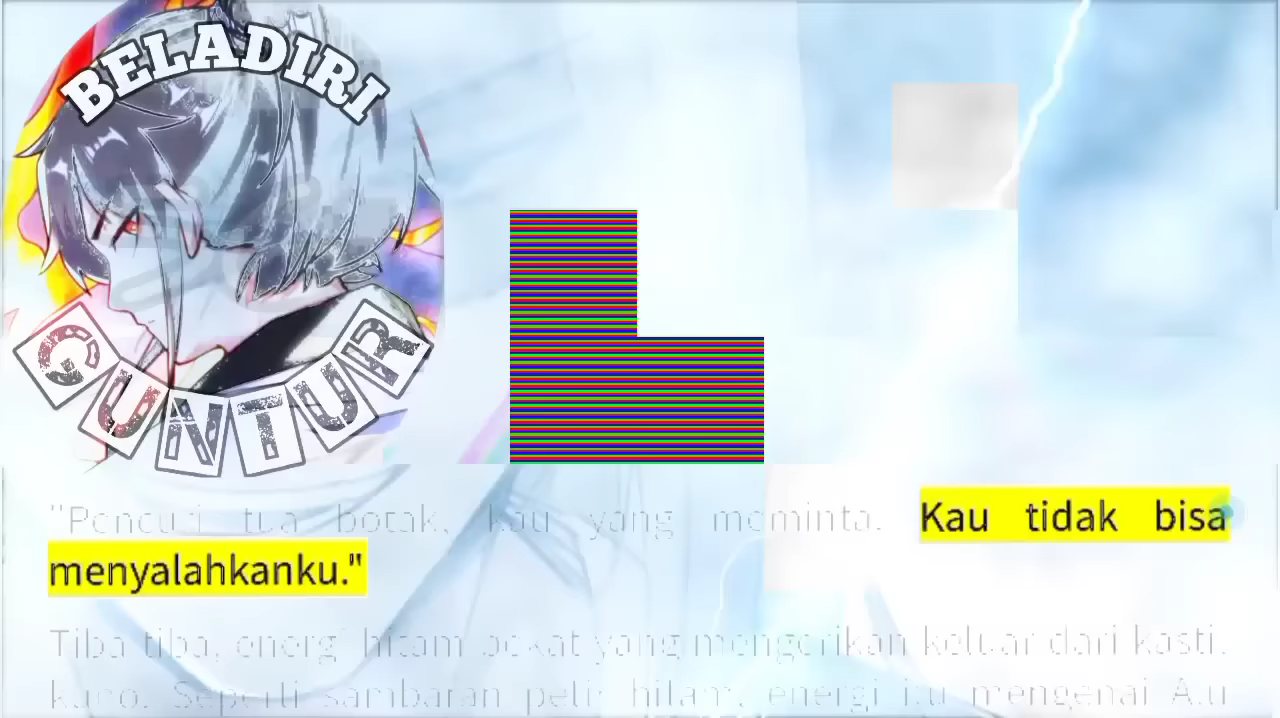 BELADIRI
GUNTUR
"Pencuri tua botak, kau yang meminta. Kau tidak bisa
menyalahkanku."
Tiba tiba, energi hitam pekat yang mengerikan keluar dari
Seperti sambaran petir hitam, energi itu mengenai